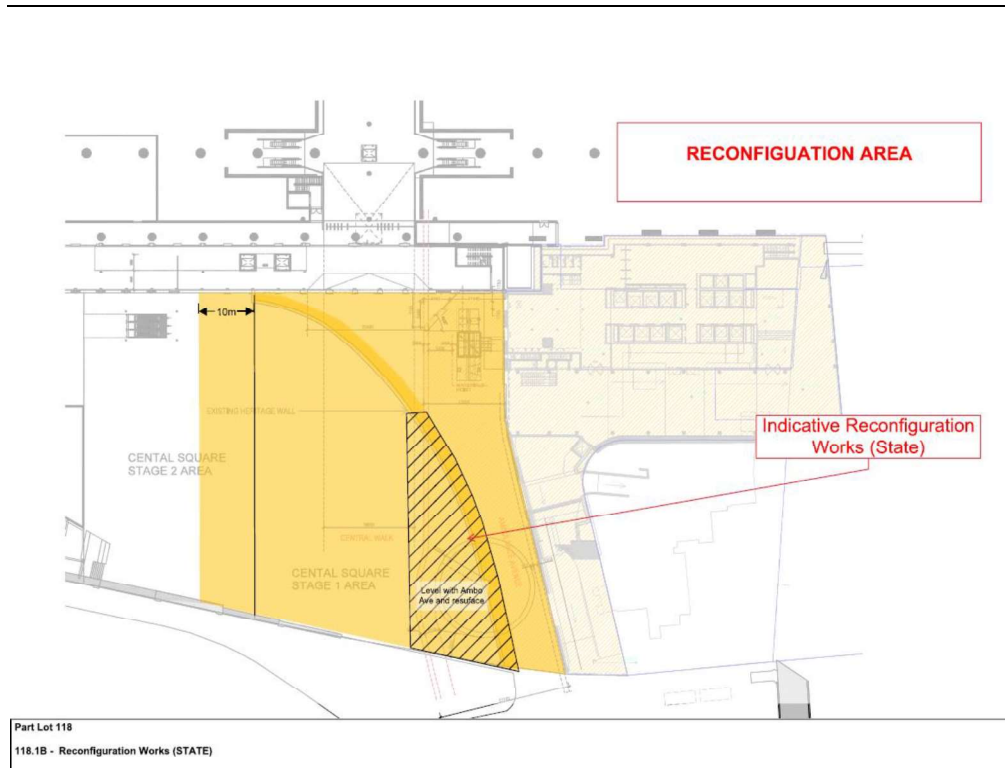 RECONFIGUATION AREA
10m
EXISTING HERITAGE WALL
Indicative Reconfiguration
Works (State)
CENTAL SQUARE
STAGE 2 AREA
CENTRAL WALK
CENTAL SQUARE
STAGE 1 AREA
Level with Ambo
Ave and resuface
Part Lot 118
118.1B - Reconfiguration Works (STATE)